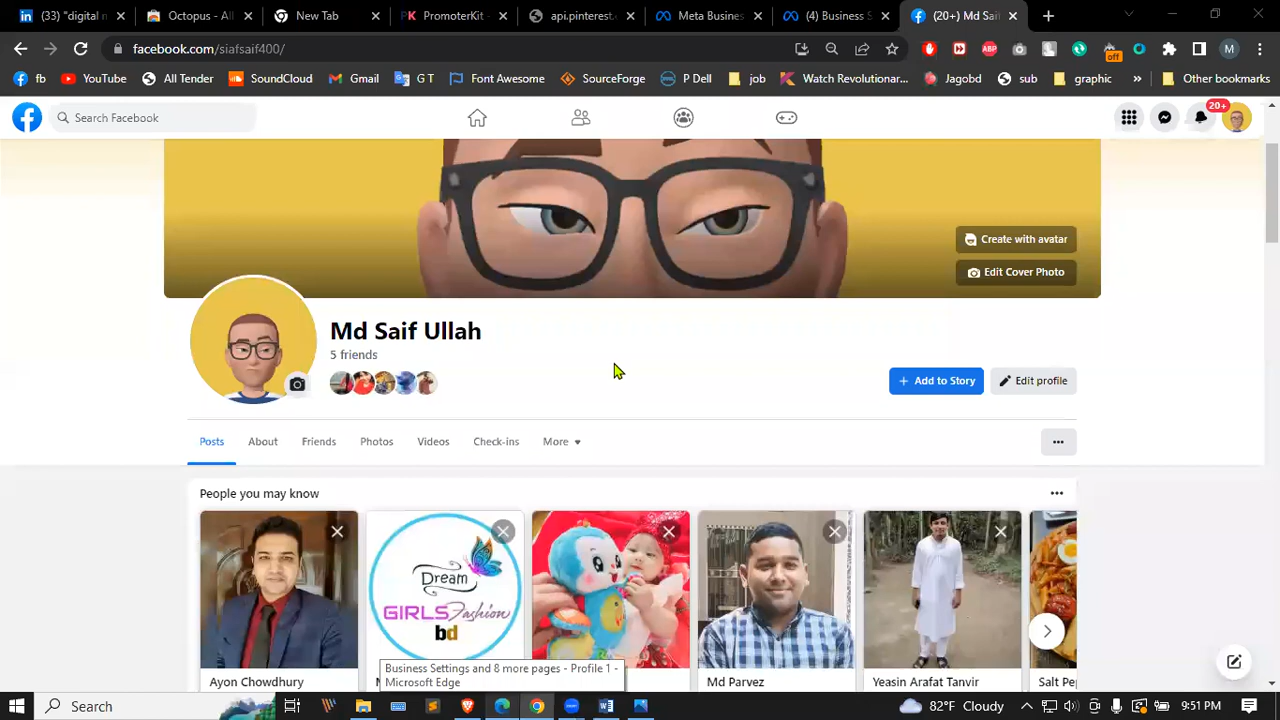 (33) "digital n
Octopus - All
New Tab
PromoterKit -
api.pinterest.c
Meta Busines
(4) Business S
(20+) Md Saif
facebook.com/siafsaif400/
M
fb
YouTube
All Tender
SoundCloud
Gmail
G T
Font Awesome
SourceForge
P Dell
job
Watch Revolutionar...
Jagobd
sub
graphic
»
Other bookmarks
ABP
off
Search Facebook
20+
Create with avatar
Edit Cover Photo
Md Saif Ullah
5 friends
+ Add to Story
Edit profile
Posts
About
Friends
Photos
Videos
Check-ins
More
People you may know
Dream
GIRLS Fashion
bd
Business Settings and 8 more pages - Profile 1 -
Microsoft Edge
Ayon Chowdhury
Md Parvez
Yeasin Arafat Tanvir
Salt Pe
Search
82°F Cloudy
9:51 PM